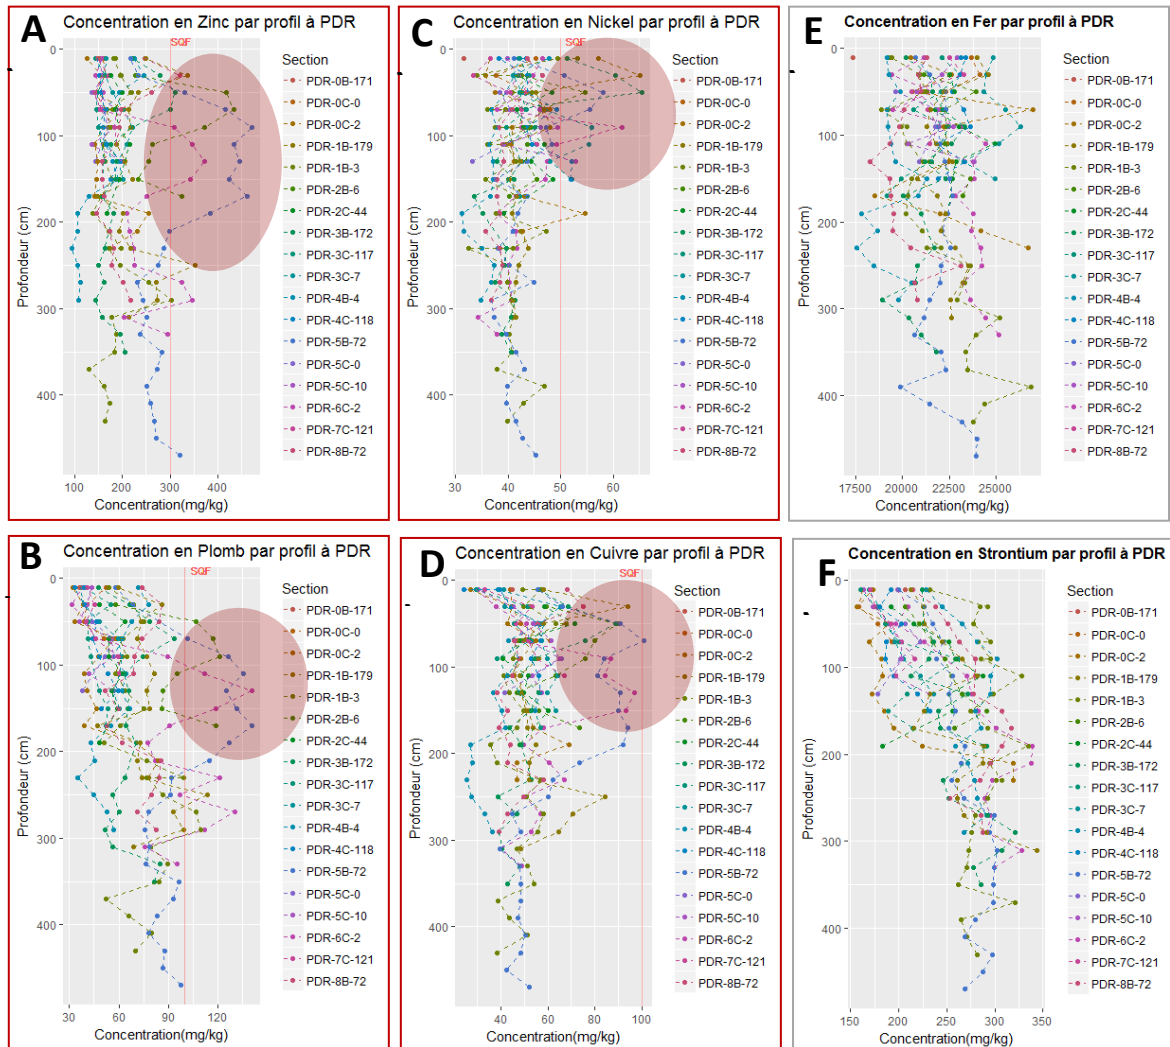 A
Concentration en Zinc par profil à PDR
SQF
0
100
200
300
400
Profondeur (cm)
100
200
300
400
Concentration(mg/kg)
Section
PDR-0B-171
PDR-0C-0
PDR-0C-2
PDR-1B-179
PDR-1B-3
PDR-2B-6
PDR-2C-44
PDR-3B-172
PDR-3C-117
PDR-3C-7
PDR-4B-4
PDR-4C-118
PDR-5B-72
PDR-5C-0
PDR-5C-10
PDR-6C-2
PDR-7C-121
PDR-8B-72
C
Concentration en Nickel par profil à PDR
SQF
0
100
200
300
400
Profondeur (cm)
30
40
50
60
Concentration(mg/kg)
Section
PDR-0B-171
PDR-0C-0
PDR-0C-2
PDR-1B-179
PDR-1B-3
PDR-2B-6
PDR-2C-44
PDR-3B-172
PDR-3C-117
PDR-3C-7
PDR-4B-4
PDR-4C-118
PDR-5B-72
PDR-5C-0
PDR-5C-10
PDR-6C-2
PDR-7C-121
PDR-8B-72
E
Concentration en Fer par profil à PDR
0
100
200
300
400
Profondeur (cm)
17500
20000
22500
25000
Concentration(mg/kg)
Section
PDR-0B-171
PDR-0C-0
PDR-0C-2
PDR-1B-179
PDR-1B-3
PDR-2B-6
PDR-2C-44
PDR-3B-172
PDR-3C-117
PDR-3C-7
PDR-4B-4
PDR-4C-118
PDR-5B-72
PDR-5C-0
PDR-5C-10
PDR-6C-2
PDR-7C-121
PDR-8B-72
B
Concentration en Plomb par profil à PDR
SQF
0
100
200
300
400
Profondeur (cm)
30
60
90
120
Concentration(mg/kg)
Section
PDR-0B-171
PDR-0C-0
PDR-0C-2
PDR-1B-179
PDR-1B-3
PDR-2B-6
PDR-2C-44
PDR-3B-172
PDR-3C-117
PDR-3C-7
PDR-4B-4
PDR-4C-118
PDR-5B-72
PDR-5C-0
PDR-5C-10
PDR-6C-2
PDR-7C-121
PDR-8B-72
D
Concentration en Cuivre par profil à PDR
SQF
0
100
200
300
400
Profondeur (cm)
40
60
80
100
Concentration(mg/kg)
Section
PDR-0B-171
PDR-0C-0
PDR-0C-2
PDR-1B-179
PDR-1B-3
PDR-2B-6
PDR-2C-44
PDR-3B-172
PDR-3C-117
PDR-3C-7
PDR-4B-4
PDR-4C-118
PDR-5B-72
PDR-5C-0
PDR-5C-10
PDR-6C-2
PDR-7C-121
PDR-8B-72
F
Concentration en Strontium par profil à PDR
0
100
200
300
400
Profondeur (cm)
150
200
250
300
350
Concentration(mg/kg)
Section
PDR-0B-171
PDR-0C-0
PDR-0C-2
PDR-1B-179
PDR-1B-3
PDR-2B-6
PDR-2C-44
PDR-3B-172
PDR-3C-117
PDR-3C-7
PDR-4B-4
PDR-4C-118
PDR-5B-72
PDR-5C-0
PDR-5C-10
PDR-6C-2
PDR-7C-121
PDR-8B-72